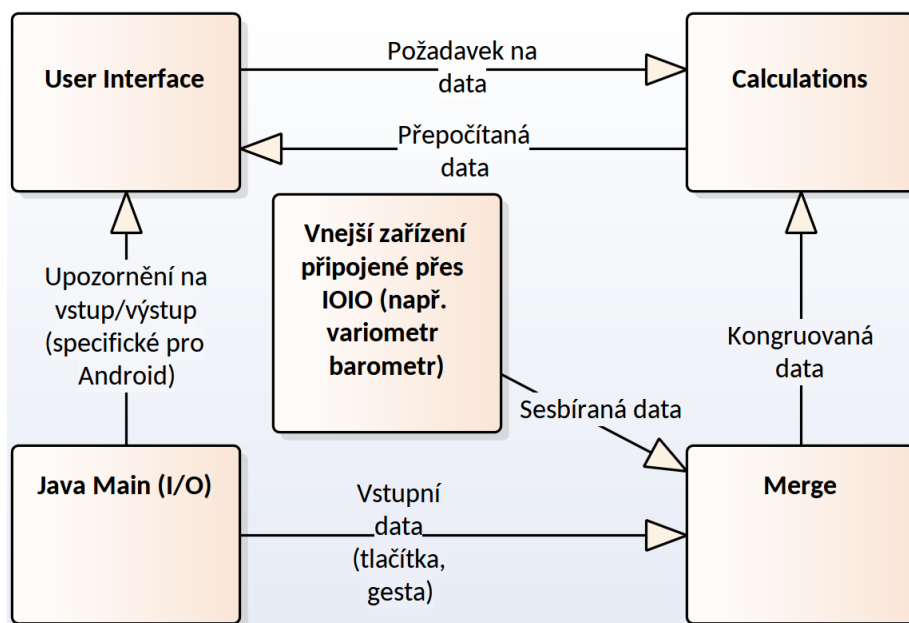 User Interface
Požadavek na
data
Calculations
Přepočítaná
data
Vnejší zařízení
připojené přes
IOIO (např.
variometr
barometr)
Upozornění na
vstup/výstup
(specifické pro
Android)
Kongruovaná
data
Sesbíraná data
Java Main (I/O)
Vstupní
data
(tlačítka,
gesta)
Merge